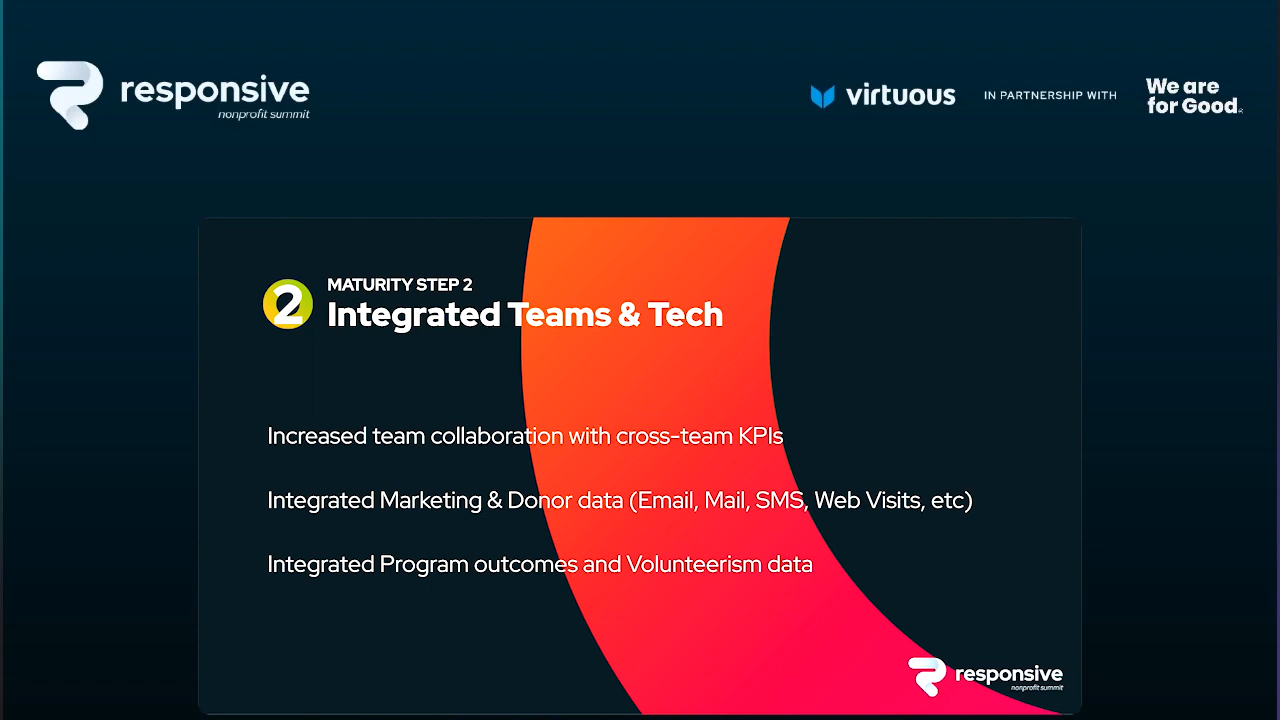 responsive
nonprofit summit
virtuous
IN PARTNERSHIP WITH
We are
for Good.
2
MATURITY STEP 2
Integrated Teams & Tech
Increased team collaboration with cross-team KPIs
Integrated Marketing & Donor data (Email, Mail, SMS, Web Visits, etc)
Integrated Program outcomes and Volunteerism data
responsive
nonprofit summit